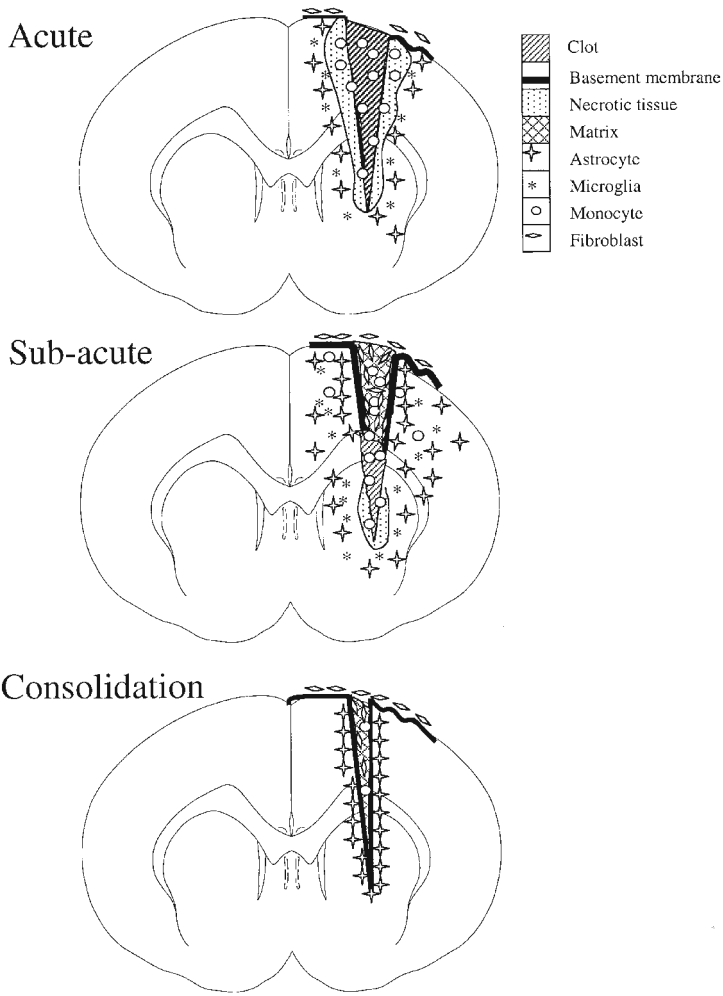 Acute
Clot
Basement membrane
Necrotic tissue
Matrix
Astrocyte
Microglia
Monocyte
Fibroblast
Sub-acute
Consolidation